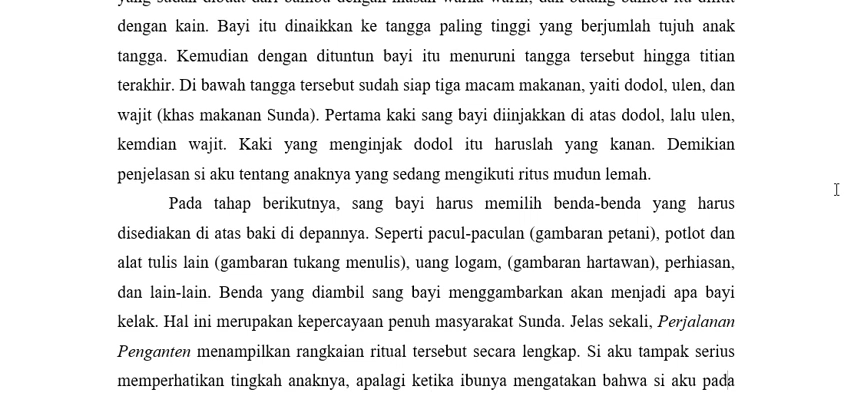 dengan kain. Bayi itu dinaikkan ke tangga paling tinggi yang berjumlah tujuh anak
tangga. Kemudian dengan dituntun bayi itu menuruni tangga tersebut hingga titian
terakhir. Di bawah tangga tersebut sudah siap tiga macam makanan, yaiti dodol, ulen, dan
wajit (khas makanan Sunda). Pertama kaki sang bayi diinjakkan di atas dodol, lalu ulen,
kemdian wajit. Kaki yang menginjak dodol itu haruslah yang kanan. Demikian
penjelasan si aku tentang anaknya yang sedang mengikuti ritus mudun lemah.
Pada tahap berikutnya, sang bayi harus memilih benda-benda yang harus
disediakan di atas baki di depannya. Seperti pacul-paculan (gambaran petani), potlot dan
alat tulis lain (gambaran tukang menulis), uang logam, (gambaran hartawan), perhiasan,
dan lain-lain. Benda yang diambil sang bayi menggambarkan akan menjadi apa bayi
kelak. Hal ini merupakan kepercayaan penuh masyarakat Sunda. Jelas sekali, Perjalanan
Penganten menampilkan rangkaian ritual tersebut secara lengkap. Si aku tampak serius
memperhatikan tingkah anaknya, apalagi ketika ibunya mengatakan bahwa si aku pada